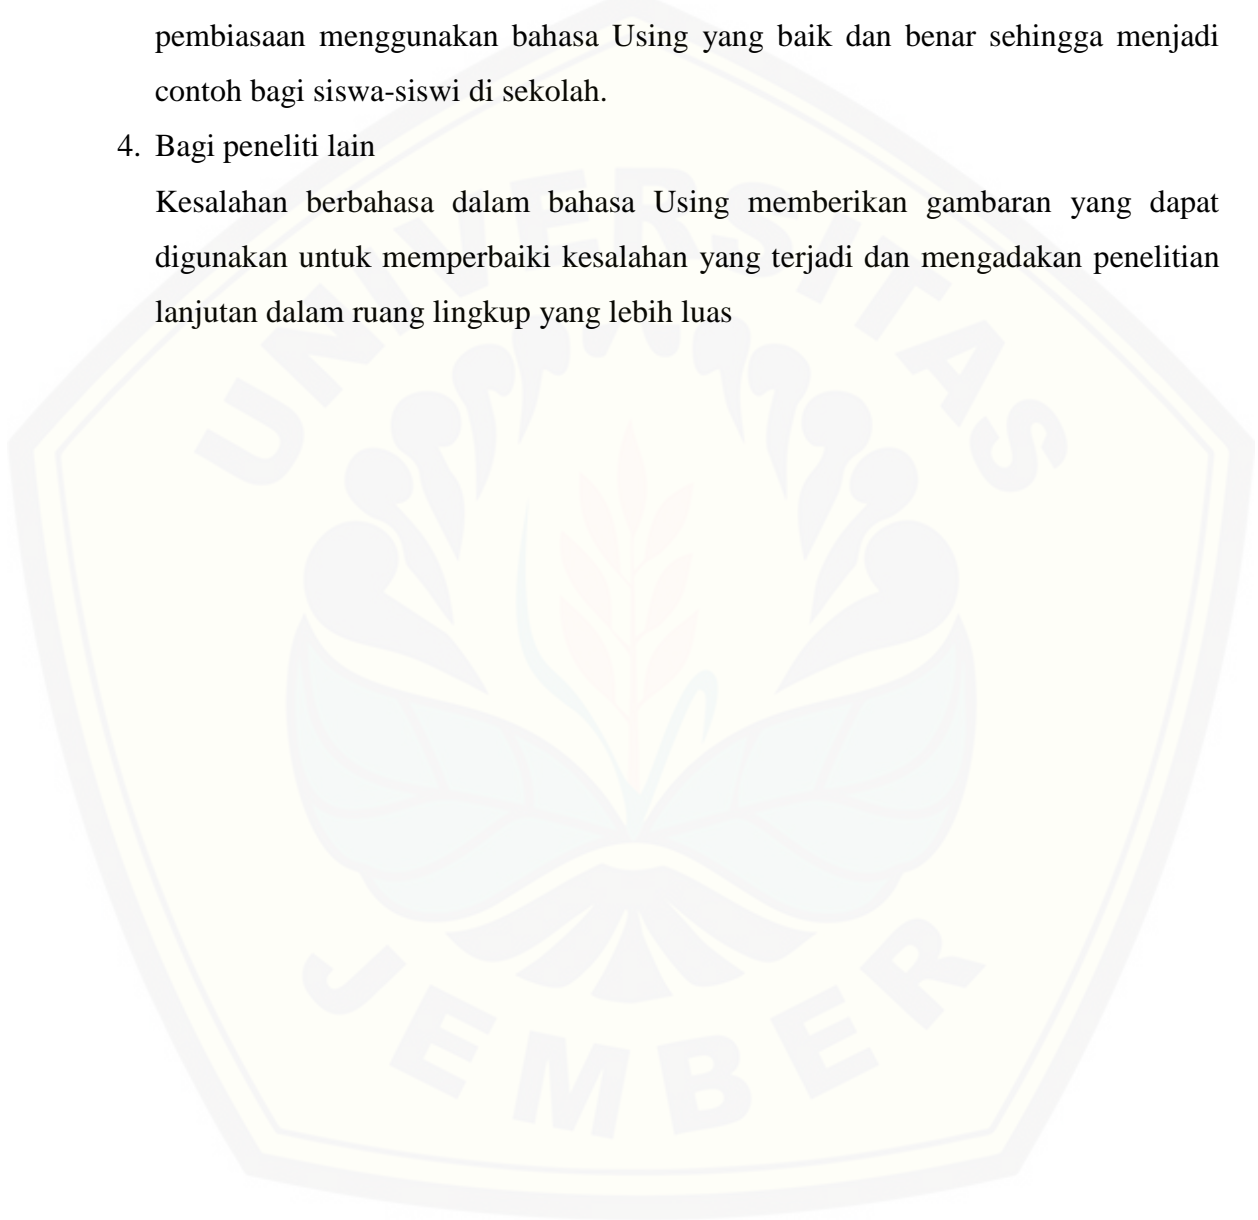 pembiasaan menggunakan bahasa Using yang baik dan benar sehingga menjadi
contoh bagi siswa-siswi di sekolah.
4. Bagi peneliti lain
Kesalahan berbahasa dalam bahasa Using memberikan gambaran yang dapat
digunakan untuk memperbaiki kesalahan yang terjadi dan mengadakan penelitian
lanjutan dalam ruang lingkup yang lebih luas
UNIVERSITAS
JEMBER